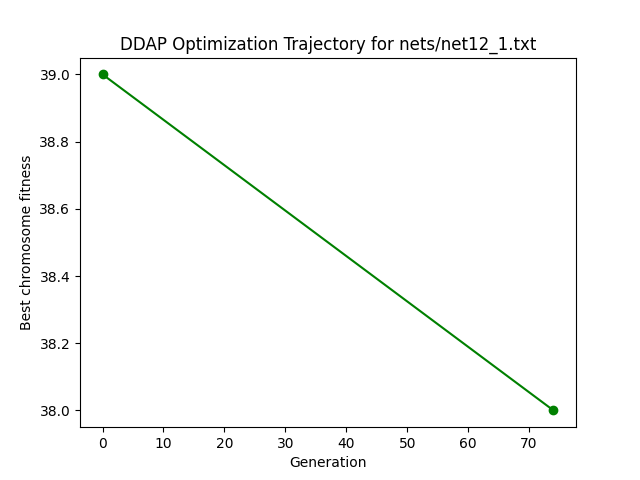 DDAP Optimization Trajectory for nets/net12_1.txt
39.0
38.8
38.6
38.4
38.2
38.0
Best chromosome fitness
0 10 20 30 40 50 60 70
Generation